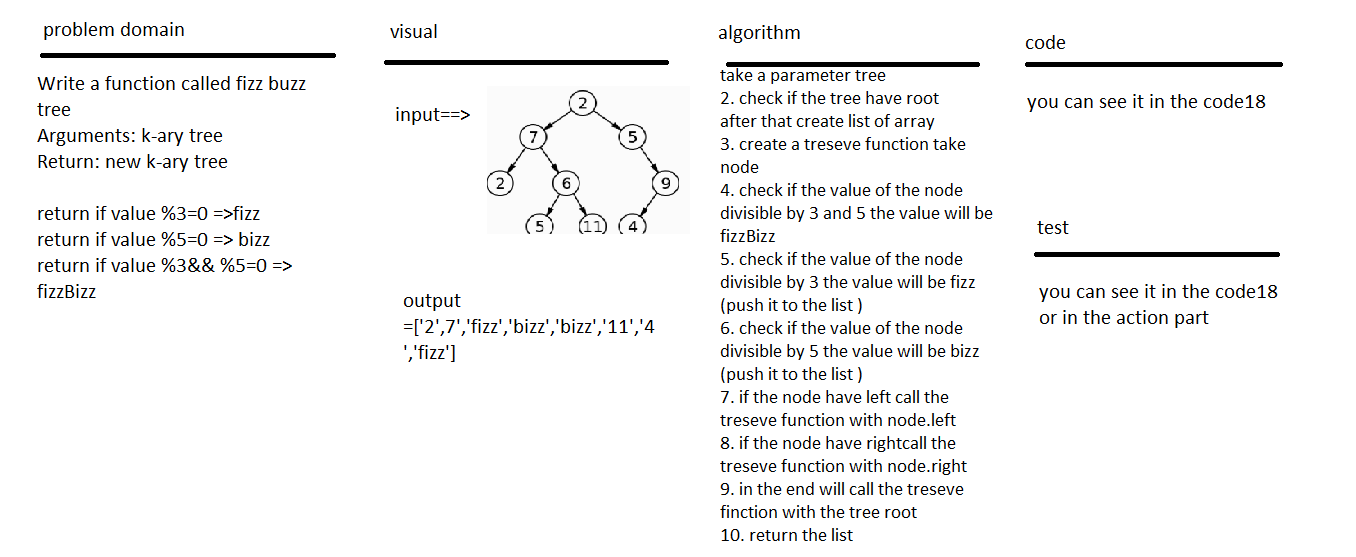 problem domain
Write a function called fizz buzz
tree
Arguments: k-ary tree
Return: new k-ary tree
return if value %3=0 =>fizz
return if value %5=0 => bizz
return if value %3&& %5=0 =>
fizzBizz
visual
input==>
2
7
5
2
6
9
5
11
4
output
=['2',7','fizz','bizz','bizz','11','4
','fizz']
algorithm
take a parameter tree
2. check if the tree have root
after that create list of array
3. create a treseve function take
node
4. check if the value of the node
divisible by 3 and 5 the value will be
fizzBizz
5. check if the value of the node
divisible by 3 the value will be fizz
(push it to the list )
6. check if the value of the node
divisible by 5 the value will be bizz
(push it to the list )
7. if the node have left call the
treseve function with node.left
8. if the node have rightcall the
treseve function with node.right
9. in the end will call the treseve
finction with the tree root
10. return the list
code
you can see it in the code18
test
you can see it in the code18
or in the action part